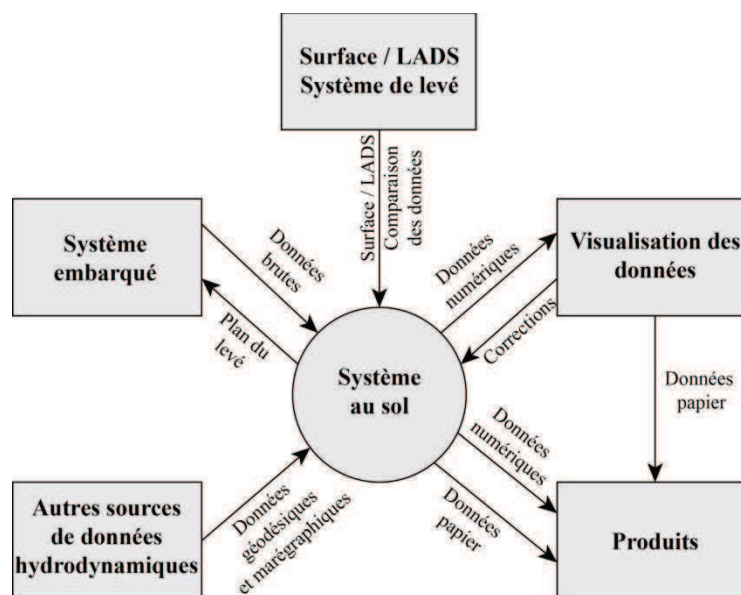 Surface / LADS
Système de levé
Surface / LADS
Comparaison
des données
Système
embarqué
Données
brutes
Plan du
levé
Données
numériques
Corrections
Visualisation des
données
Système
au sol
Données
papier
Autres sources
de données
hydrodynamiques
Données
géodésiques
et marégraphiques
Données
numériques
Données
papier
Produits